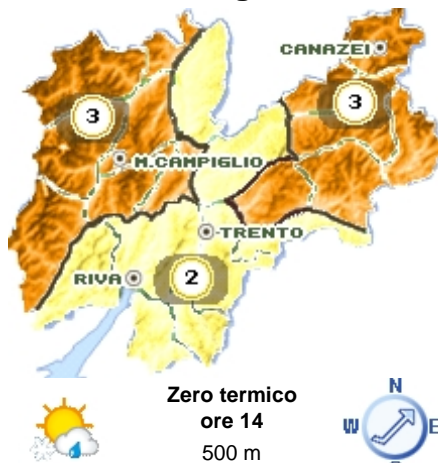 CANAZEI
3
3
M.CAMPIGLIO
TRENTO
RIVA
2
Zero termico
ore 14
500 m
N
W
E